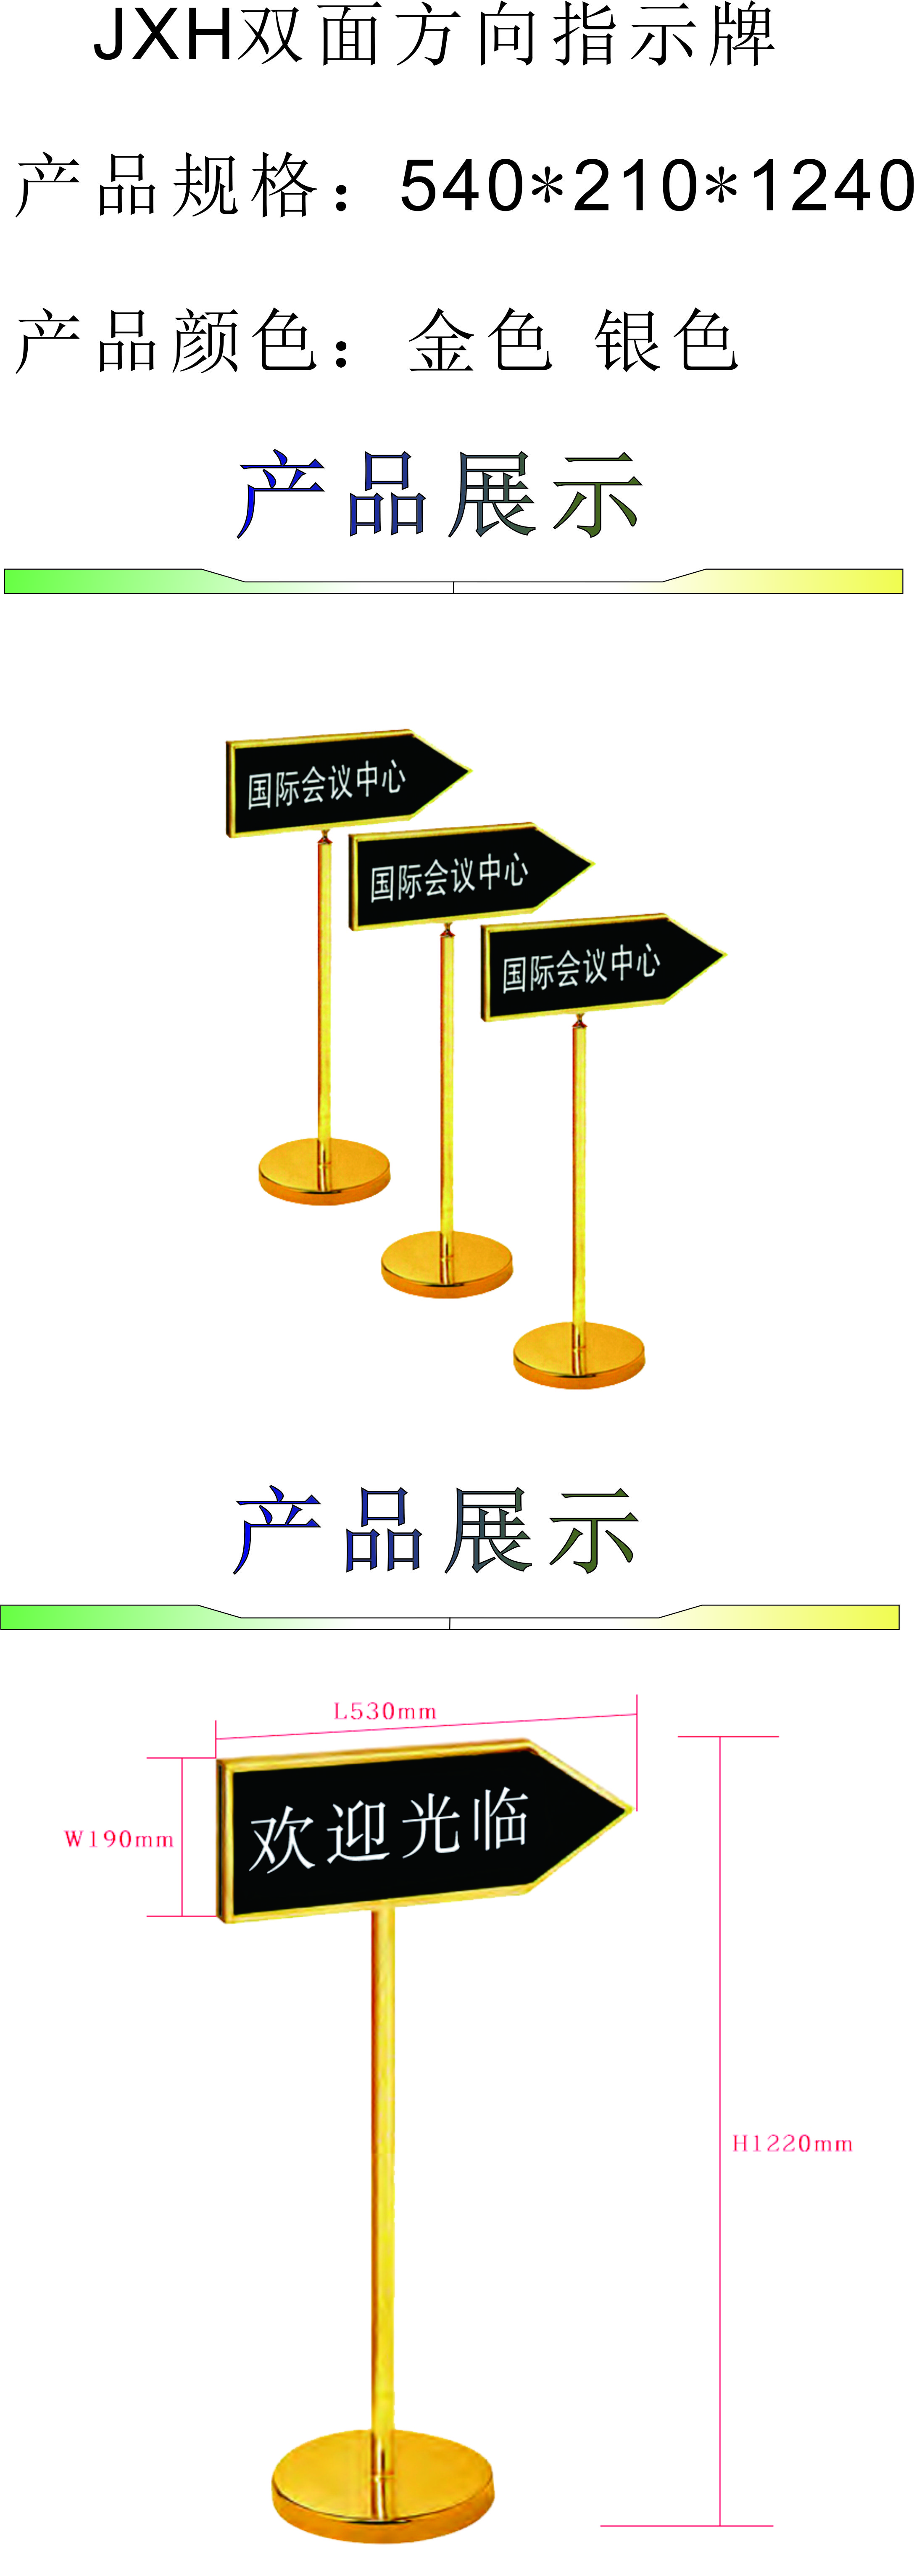 JXH双面方向指示牌
产品规格：540*210*1240
产品颜色：金色 银色
产品展示
国际会议中心
国际会议中心
国际会议中心
产品展示
L530mm
欢迎光临
W190mm
H1220mm